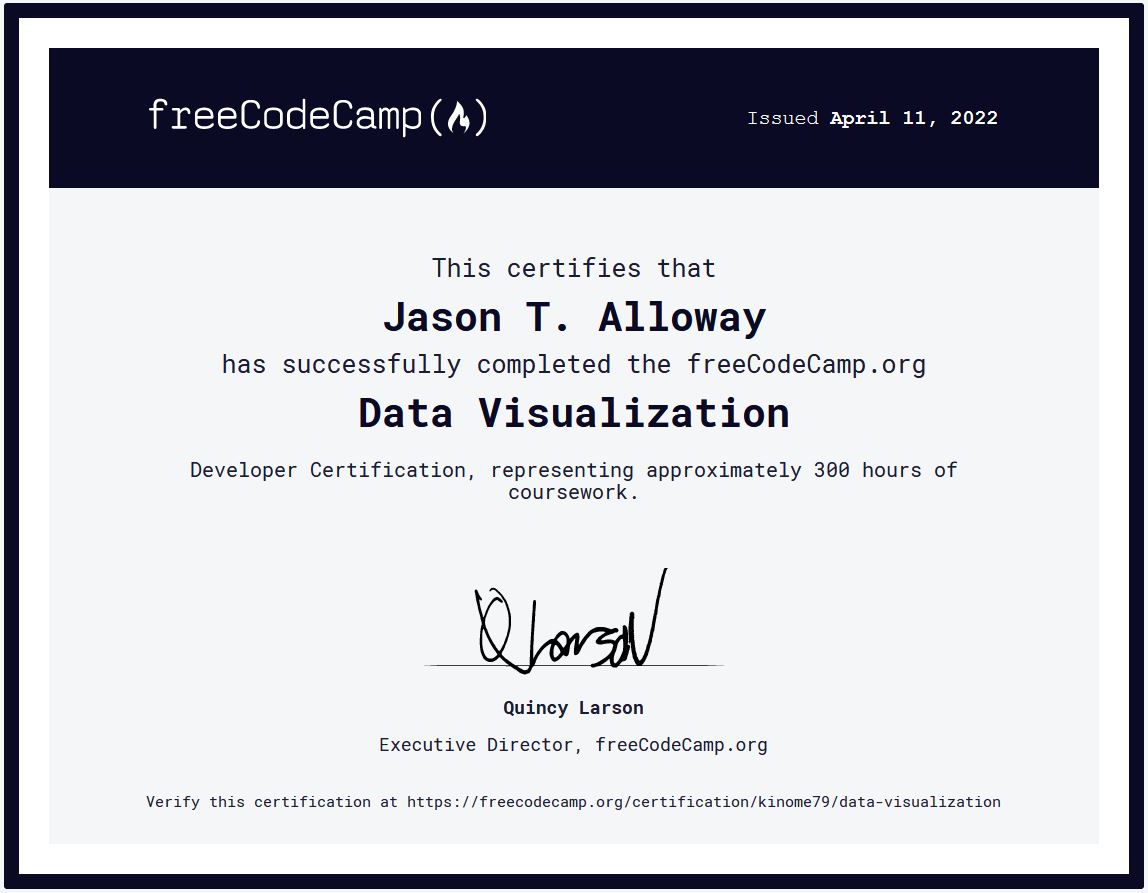 freeCodeCamp(🔥)
Issued April 11, 2022
This certifies that
Jason T. Alloway
has successfully completed the freeCodeCamp.org
Data Visualization
Developer Certification, representing approximately 300 hours of
coursework.
Q Larson
Quincy Larson
Executive Director, freeCodeCamp.org
Verify this certification at https://freecodecamp.org/certification/kinome79/data-visualization